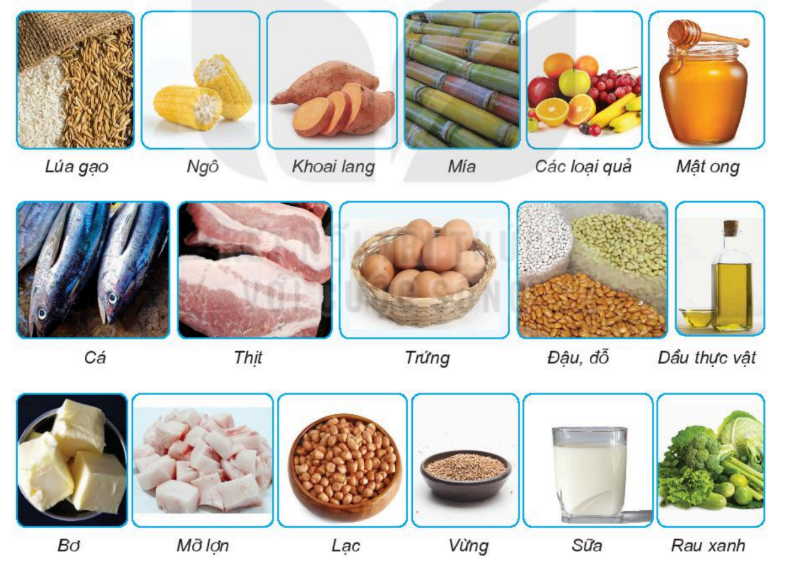 Lúa gạo Ngô Khoai lang Mía Các loại quả Mật ong
Cá Thịt Trứng Đậu, đỗ Dầu thực vật
Bơ Mỡ lợn Lạc Vừng Sữa Rau xanh